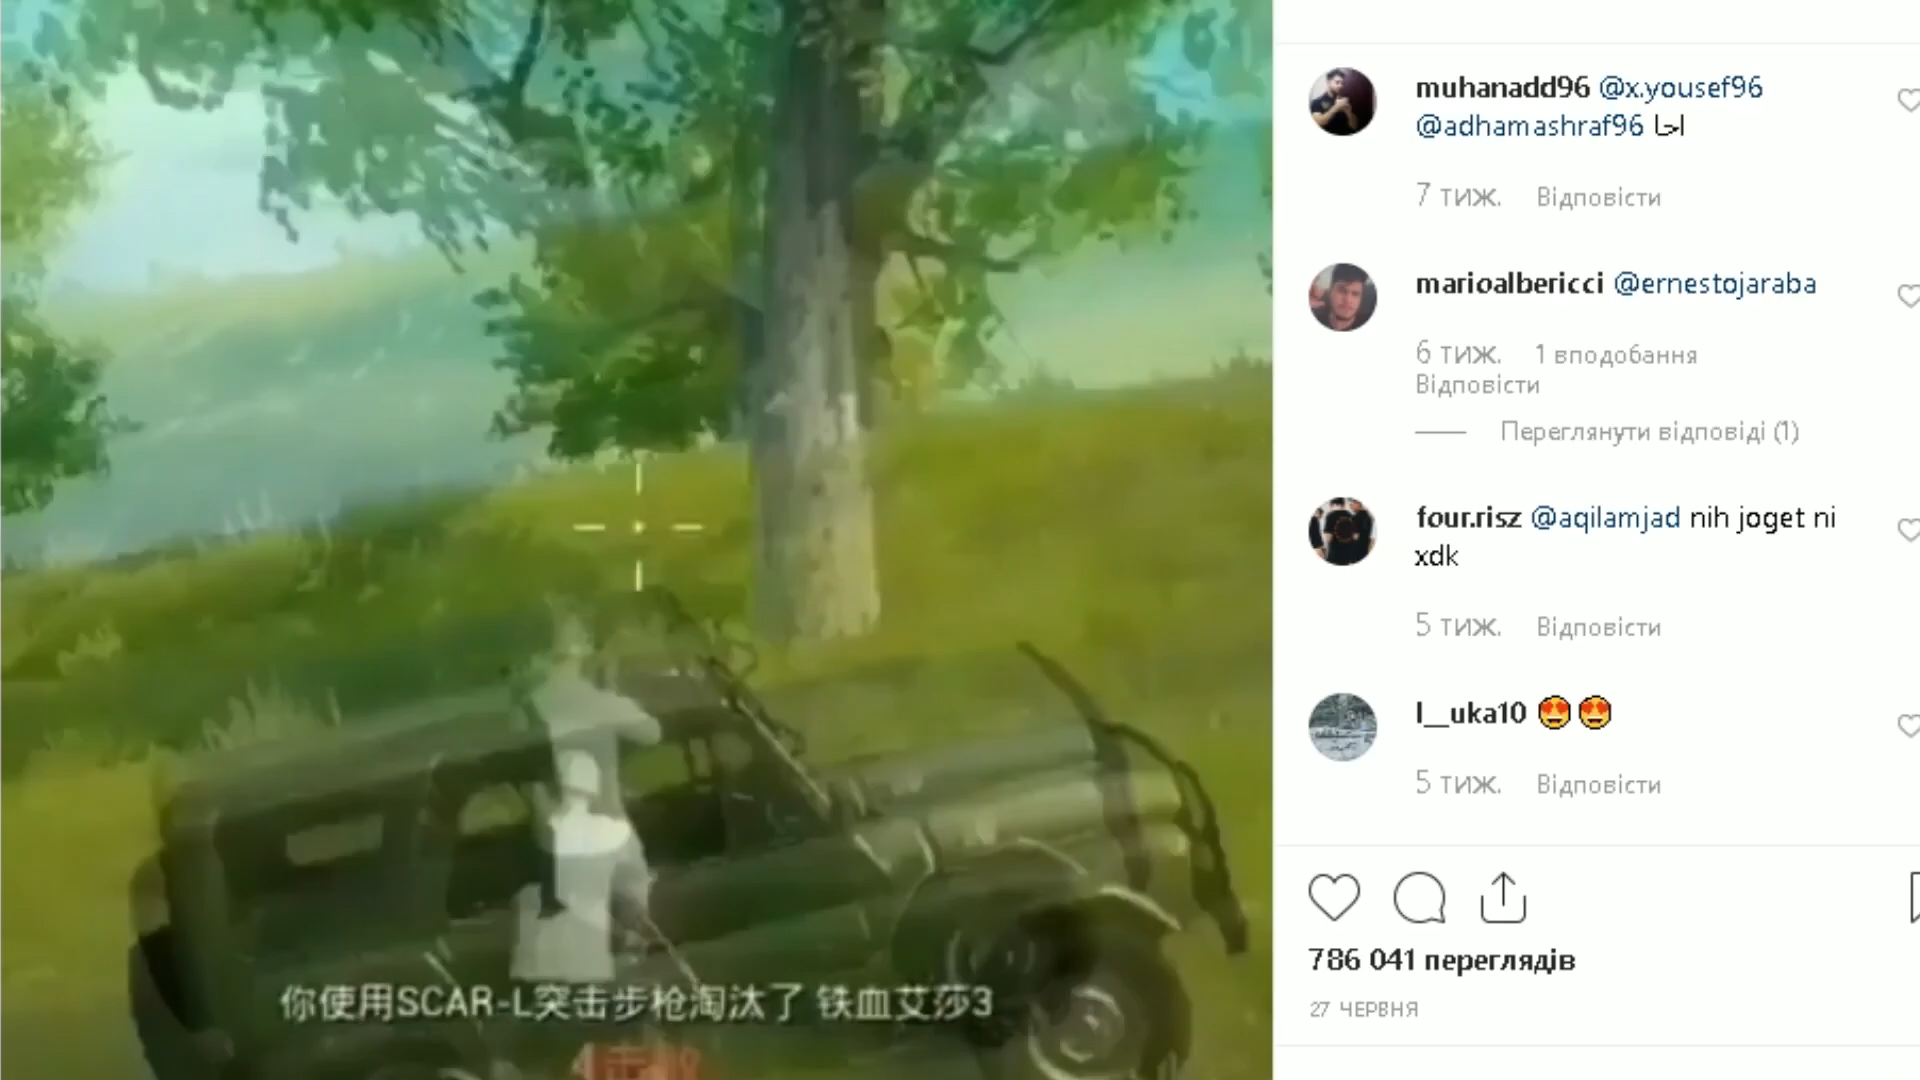 你使用SCAR-L突击步枪淘汰了 铁血艾莎3
muhanadd96 @x.yousef96
@adhamashraf96 احا
7 тиж. Відповісти
marioalbericci @ernestojaraba
6 тиж. 1 вподобання
Відповісти
Переглянути відповіді (1)
four.risz @aqilamjad nih joget ni
xdk
5 тиж. Відповісти
l__uka10 😍😍
5 тиж. Відповісти
786 041 переглядів
27 ЧЕРВНЯ